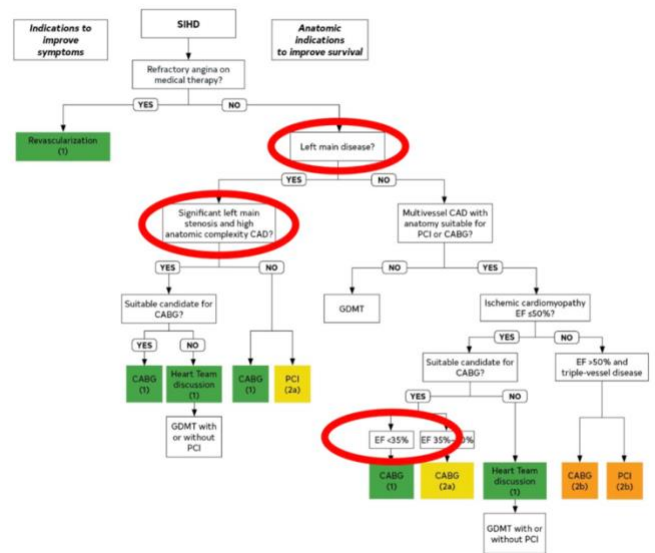 Indications to
improve
symptoms
SIHD
Anatomic
indications
to improve survival
Refractory angina on
medical therapy?
YES
NO
Revascularization
(1)
Left main disease?
YES
NO
Significant left main
stenosis and high
anatomic complexity CAD?
Multivessel CAD with
anatomy suitable for
PCI or CABG?
YES
NO
NO
YES
Suitable candidate for
CABG?
GDMT
Ischemic cardiomyopathy
EF ≤50%?
YES
NO
YES
NO
CABG
(1)
Heart Team
discussion
(1)
CABG
(1)
PCI
(2a)
Suitable candidate for
CABG?
EF >50% and
triple-vessel disease
YES
NO
GDMT with
or without
PCI
EF <35%
EF 35%
0%
CABG
(1)
CABG
(2a)
Heart Team
discussion
(1)
CABG
(2b)
PCI
(2b)
GDMT with or
without PCI